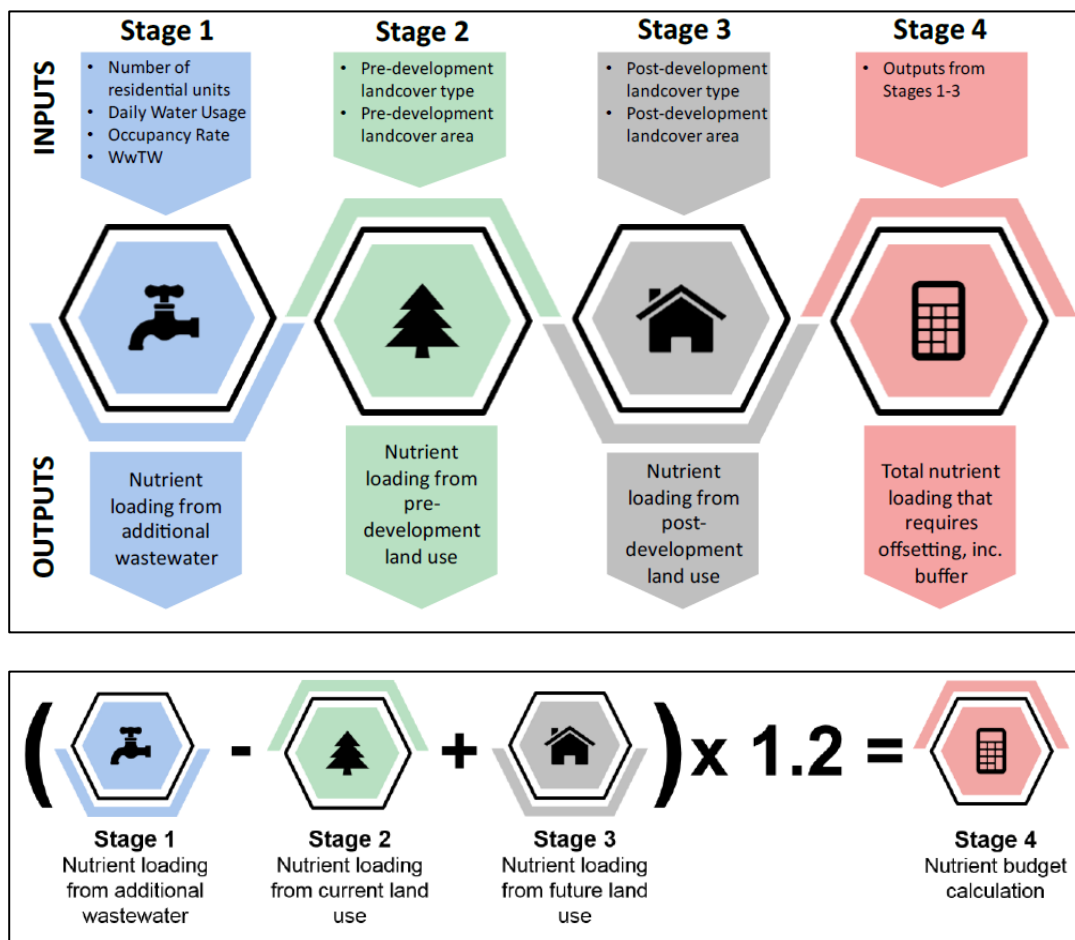 Stage 1
Stage 2
Stage 3
Stage 4
INPUTS
• Number of
residential units
• Daily Water Usage
• Occupancy Rate
• WwTW
• Pre-development
landcover type
• Pre-development
landcover area
• Post-development
landcover type
• Post-development
landcover area
• Outputs from
Stages 1-3
OUTPUTS
Nutrient
loading from
additional
wastewater
Nutrient
loading from
pre-
development
land use
Nutrient
loading from
post-
development
land use
Total nutrient
loading that
requires
offsetting, inc.
buffer
( - + ) x 1.2 =
Stage 1
Nutrient loading
from additional
wastewater
Stage 2
Nutrient loading
from current land
use
Stage 3
Nutrient loading
from future land
use
Stage 4
Nutrient budget
calculation